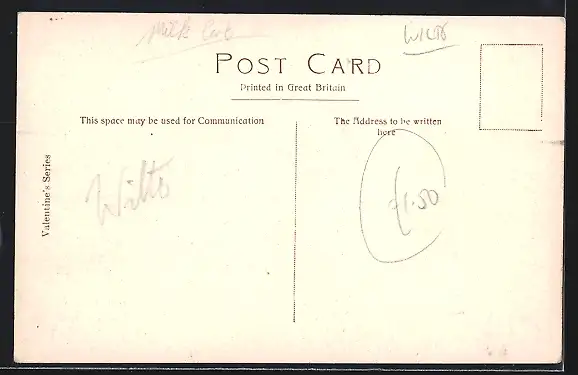 Milk Cart
WILTS
POST CARD
Printed in Great Britain
This space may be used for Communication
The Address to be written
here
Valentine's Series
Wilts
£1.50